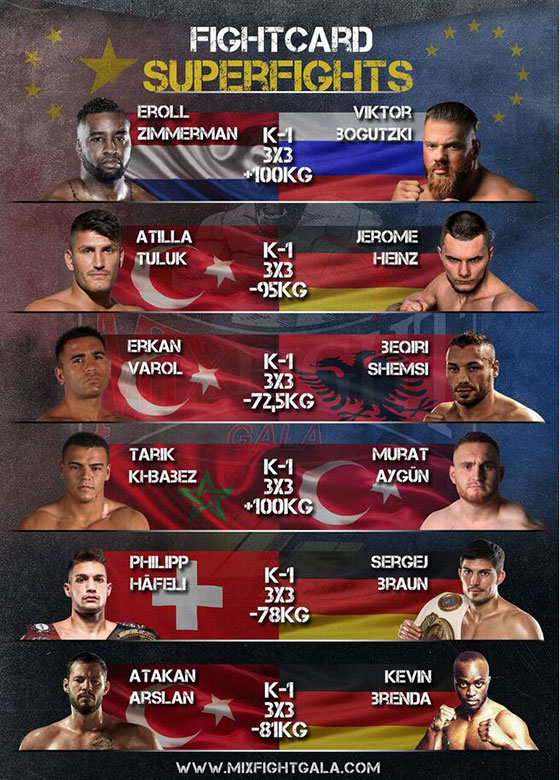 FIGHTCARD
SUPERFIGHTS
EROLL
ZIMMERMAN
K-1
3X3
+100KG
VIKTOR
BOGUTZKI
ATILLA
TULUK
K-1
3X3
-95KG
JEROME
HEINZ
ERKAN
VAROL
K-1
3X3
-72,5KG
BEQIRI
SHEMSI
MIXFIGHT
GALA
TARIK
KHBABEZ
K-1
3X3
+100KG
MURAT
AYGÜN
PHILIPP
HÄFELI
K-1
3X3
-78KG
SERGEJ
BRAUN
ATAKAN
ARSLAN
K-1
3X3
-81KG
KEVIN
BRENDA
WWW.MIXFIGHTGALA.COM